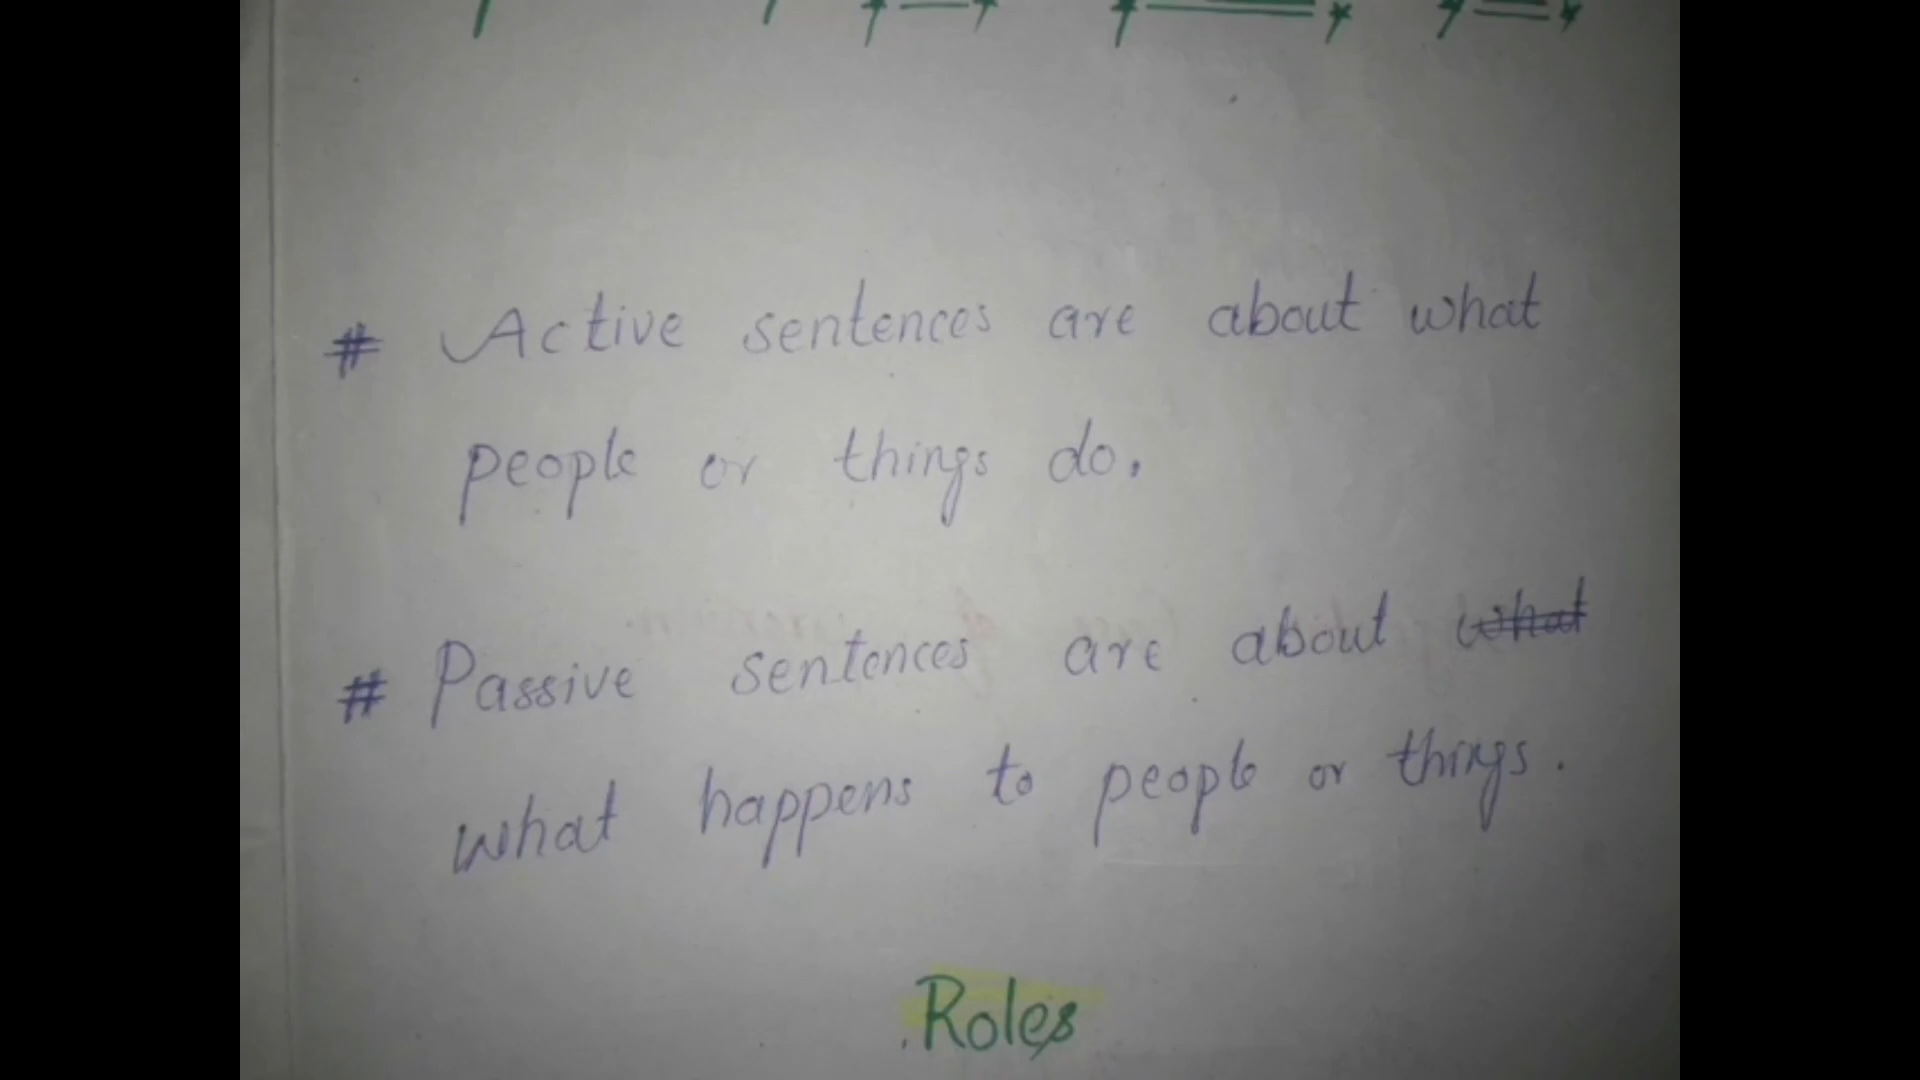 # Active sentences are about what
people or things do.
# Passive sentences are about what
what happens to people or things.
Roles